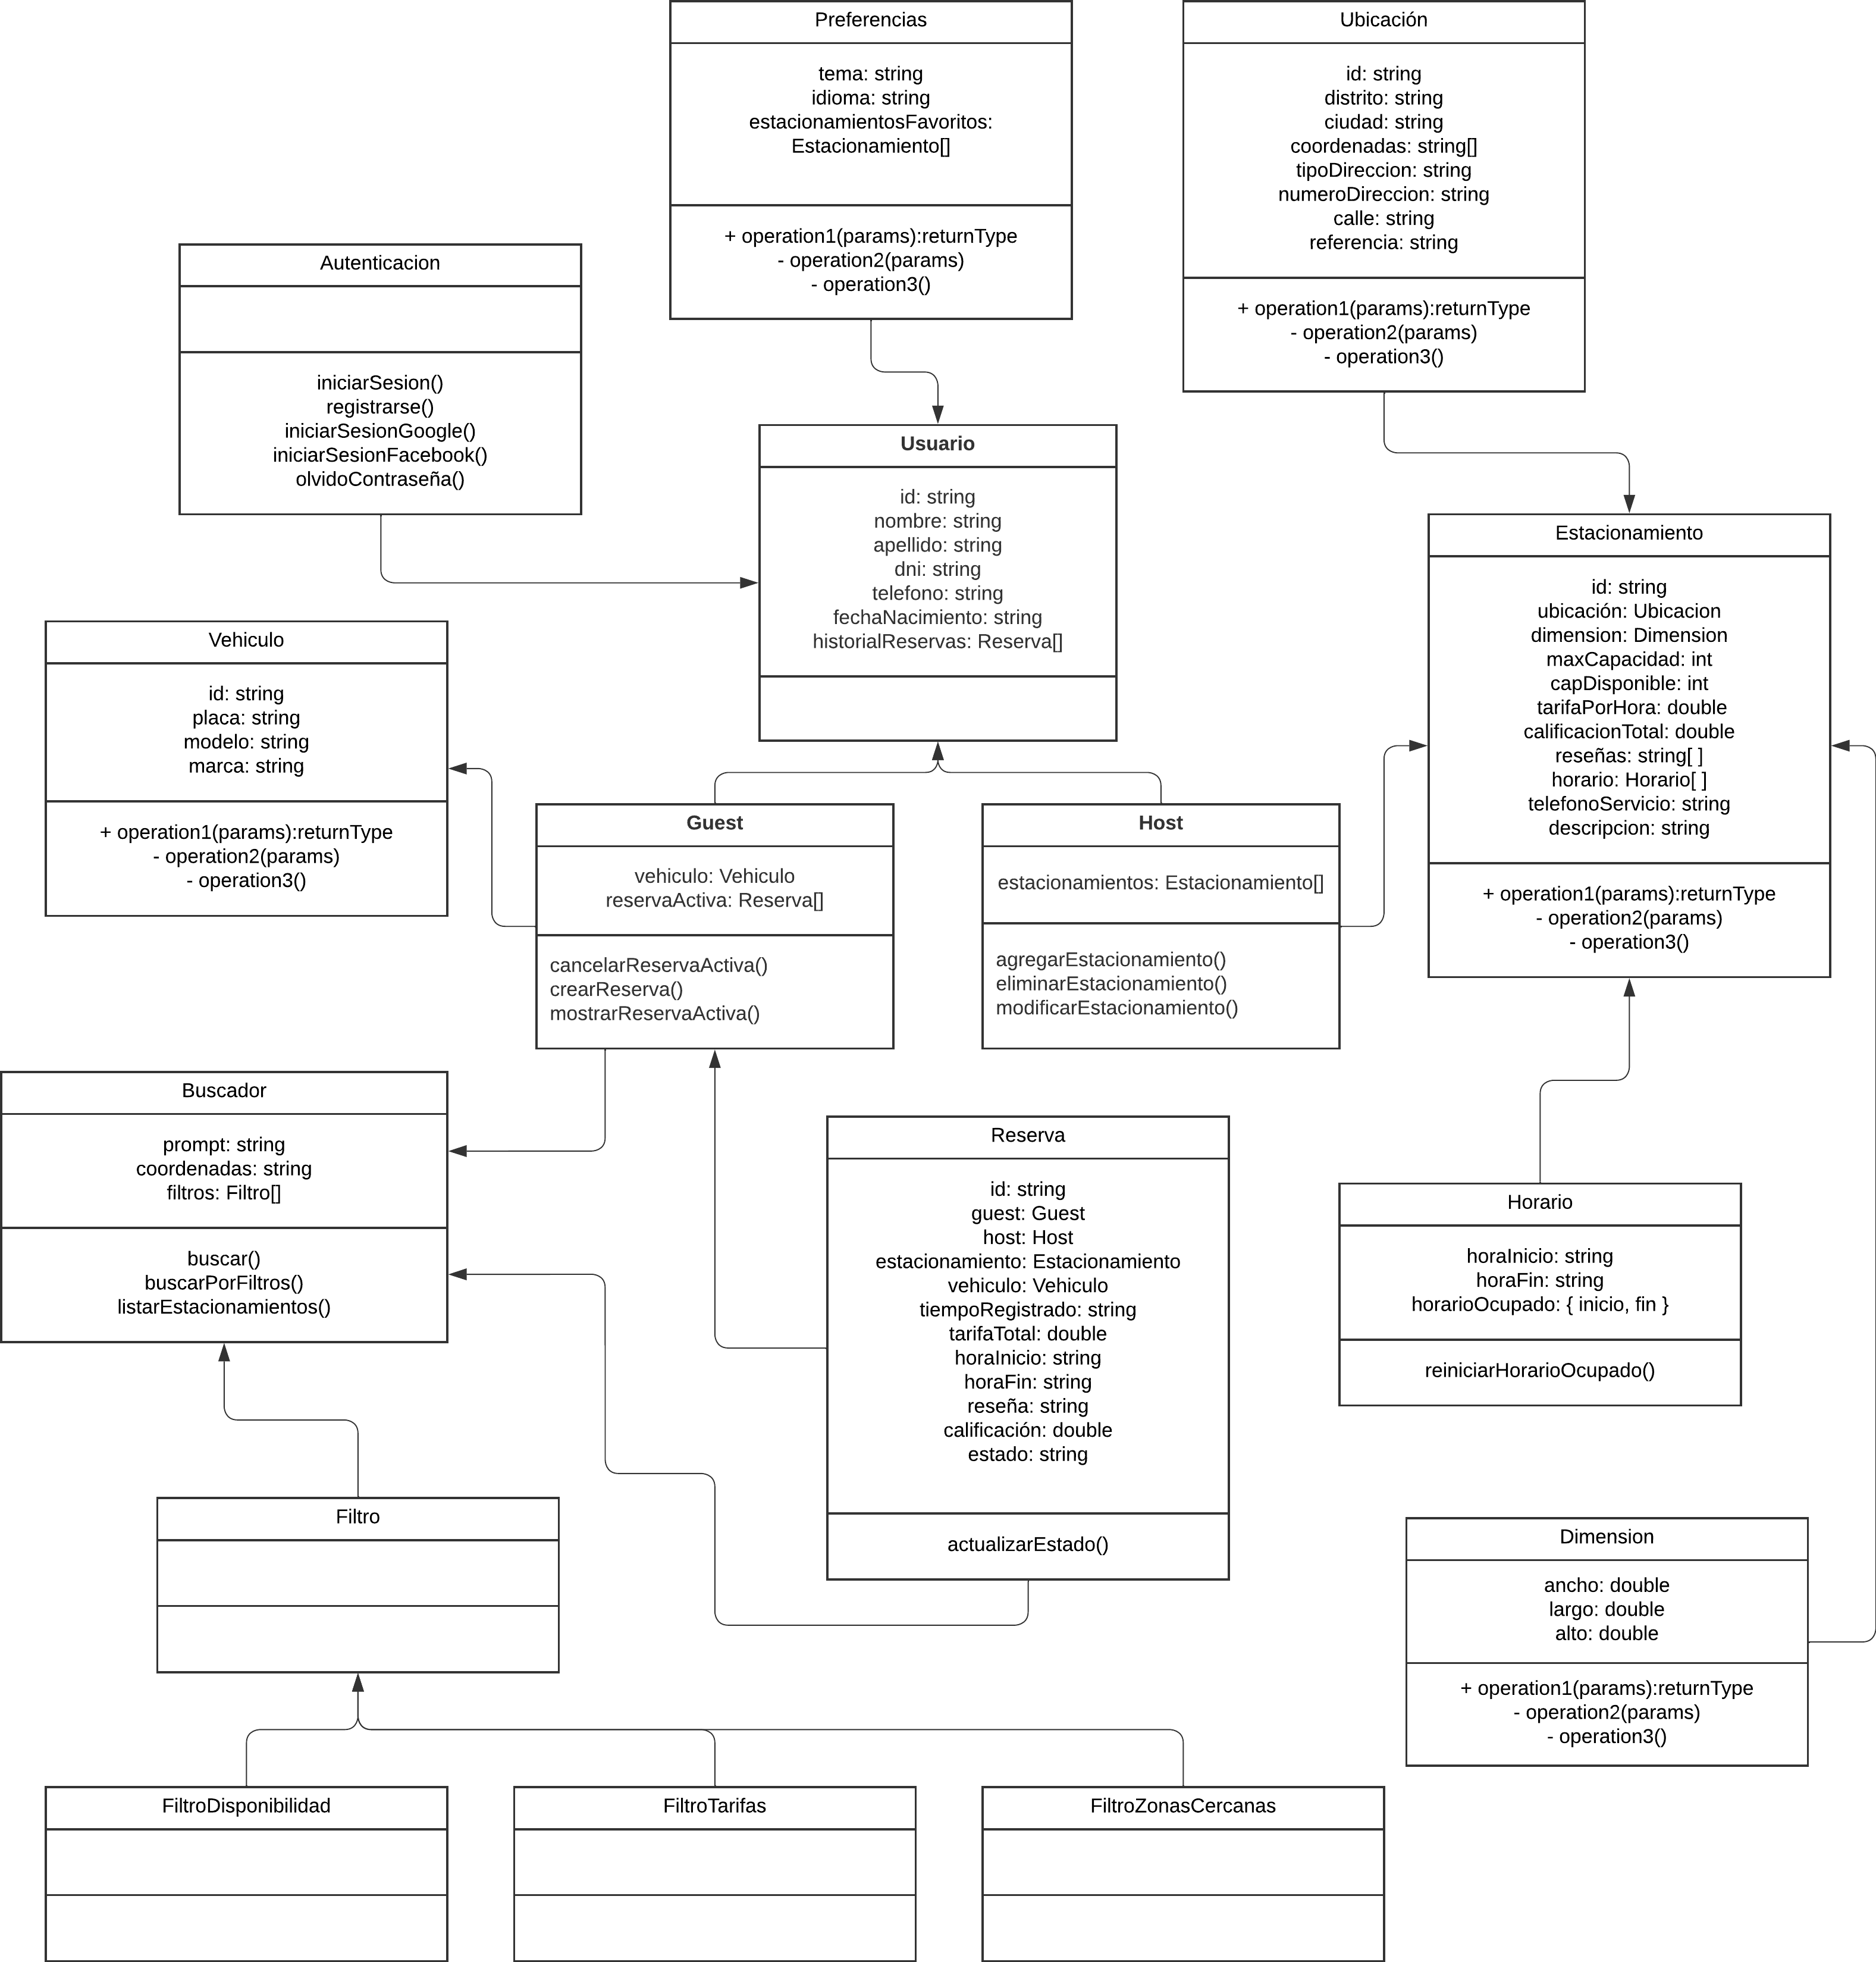 Preferencias
tema: string
idioma: string
estacionamientosFavoritos:
Estacionamiento[]
+ operation1(params):returnType
- operation2(params)
- operation3()
Ubicación
id: string
distrito: string
ciudad: string
coordenadas: string[]
tipoDireccion: string
numeroDireccion: string
calle: string
referencia: string
+ operation1(params):returnType
- operation2(params)
- operation3()
Autenticacion
iniciarSesion()
registrarse()
iniciarSesionGoogle()
iniciarSesionFacebook()
olvidoContraseña()
Usuario
id: string
nombre: string
apellido: string
dni: string
telefono: string
fechaNacimiento: string
historialReservas: Reserva[]
Estacionamiento
id: string
ubicación: Ubicacion
dimension: Dimension
maxCapacidad: int
capDisponible: int
tarifaPorHora: double
calificacionTotal: double
reseñas: string[ ]
horario: Horario[ ]
telefonoServicio: string
descripcion: string
+ operation1(params):returnType
- operation2(params)
- operation3()
Vehiculo
id: string
placa: string
modelo: string
marca: string
+ operation1(params):returnType
- operation2(params)
- operation3()
Guest
vehiculo: Vehiculo
reservaActiva: Reserva[]
cancelarReservaActiva()
crearReserva()
mostrarReservaActiva()
Host
estacionamientos: Estacionamiento[]
agregarEstacionamiento()
eliminarEstacionamiento()
modificarEstacionamiento()
Buscador
prompt: string
coordenadas: string
filtros: Filtro[]
buscar()
buscarPorFiltros()
listarEstacionamientos()
Reserva
id: string
guest: Guest
host: Host
estacionamiento: Estacionamiento
vehiculo: Vehiculo
tiempoRegistrado: string
tarifaTotal: double
horaInicio: string
horaFin: string
reseña: string
calificación: double
estado: string
actualizarEstado()
Horario
horaInicio: string
horaFin: string
horarioOcupado: { inicio, fin }
reiniciarHorarioOcupado()
Filtro
Dimension
ancho: double
largo: double
alto: double
+ operation1(params):returnType
- operation2(params)
- operation3()
FiltroDisponibilidad
FiltroTarifas
FiltroZonasCercanas